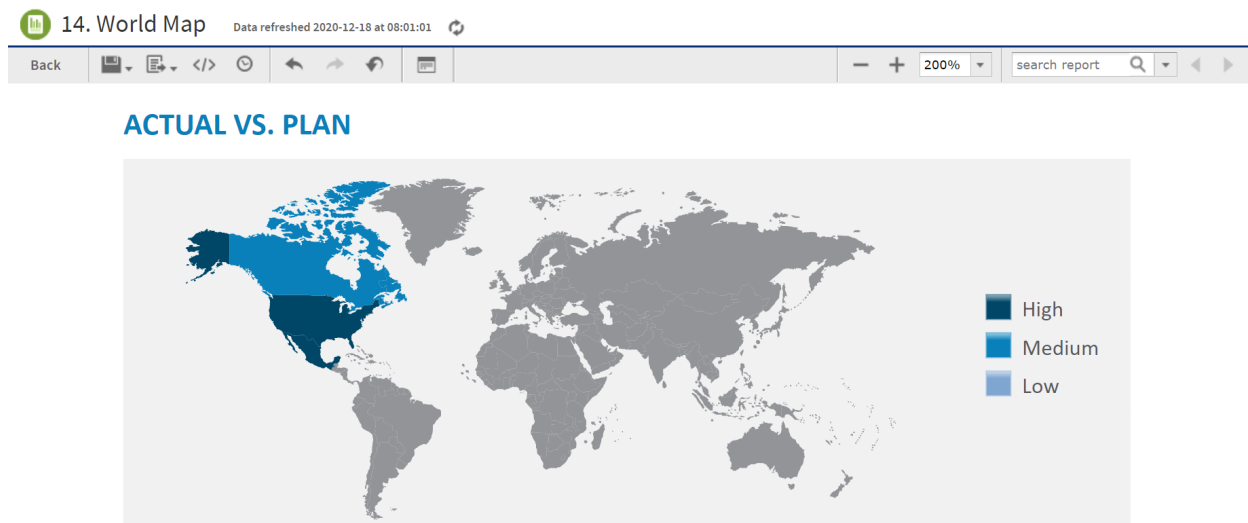 14. World Map Data refreshed 2020-12-18 at 08:01:01
Back </> 200% search report
ACTUAL VS. PLAN
High
Medium
Low